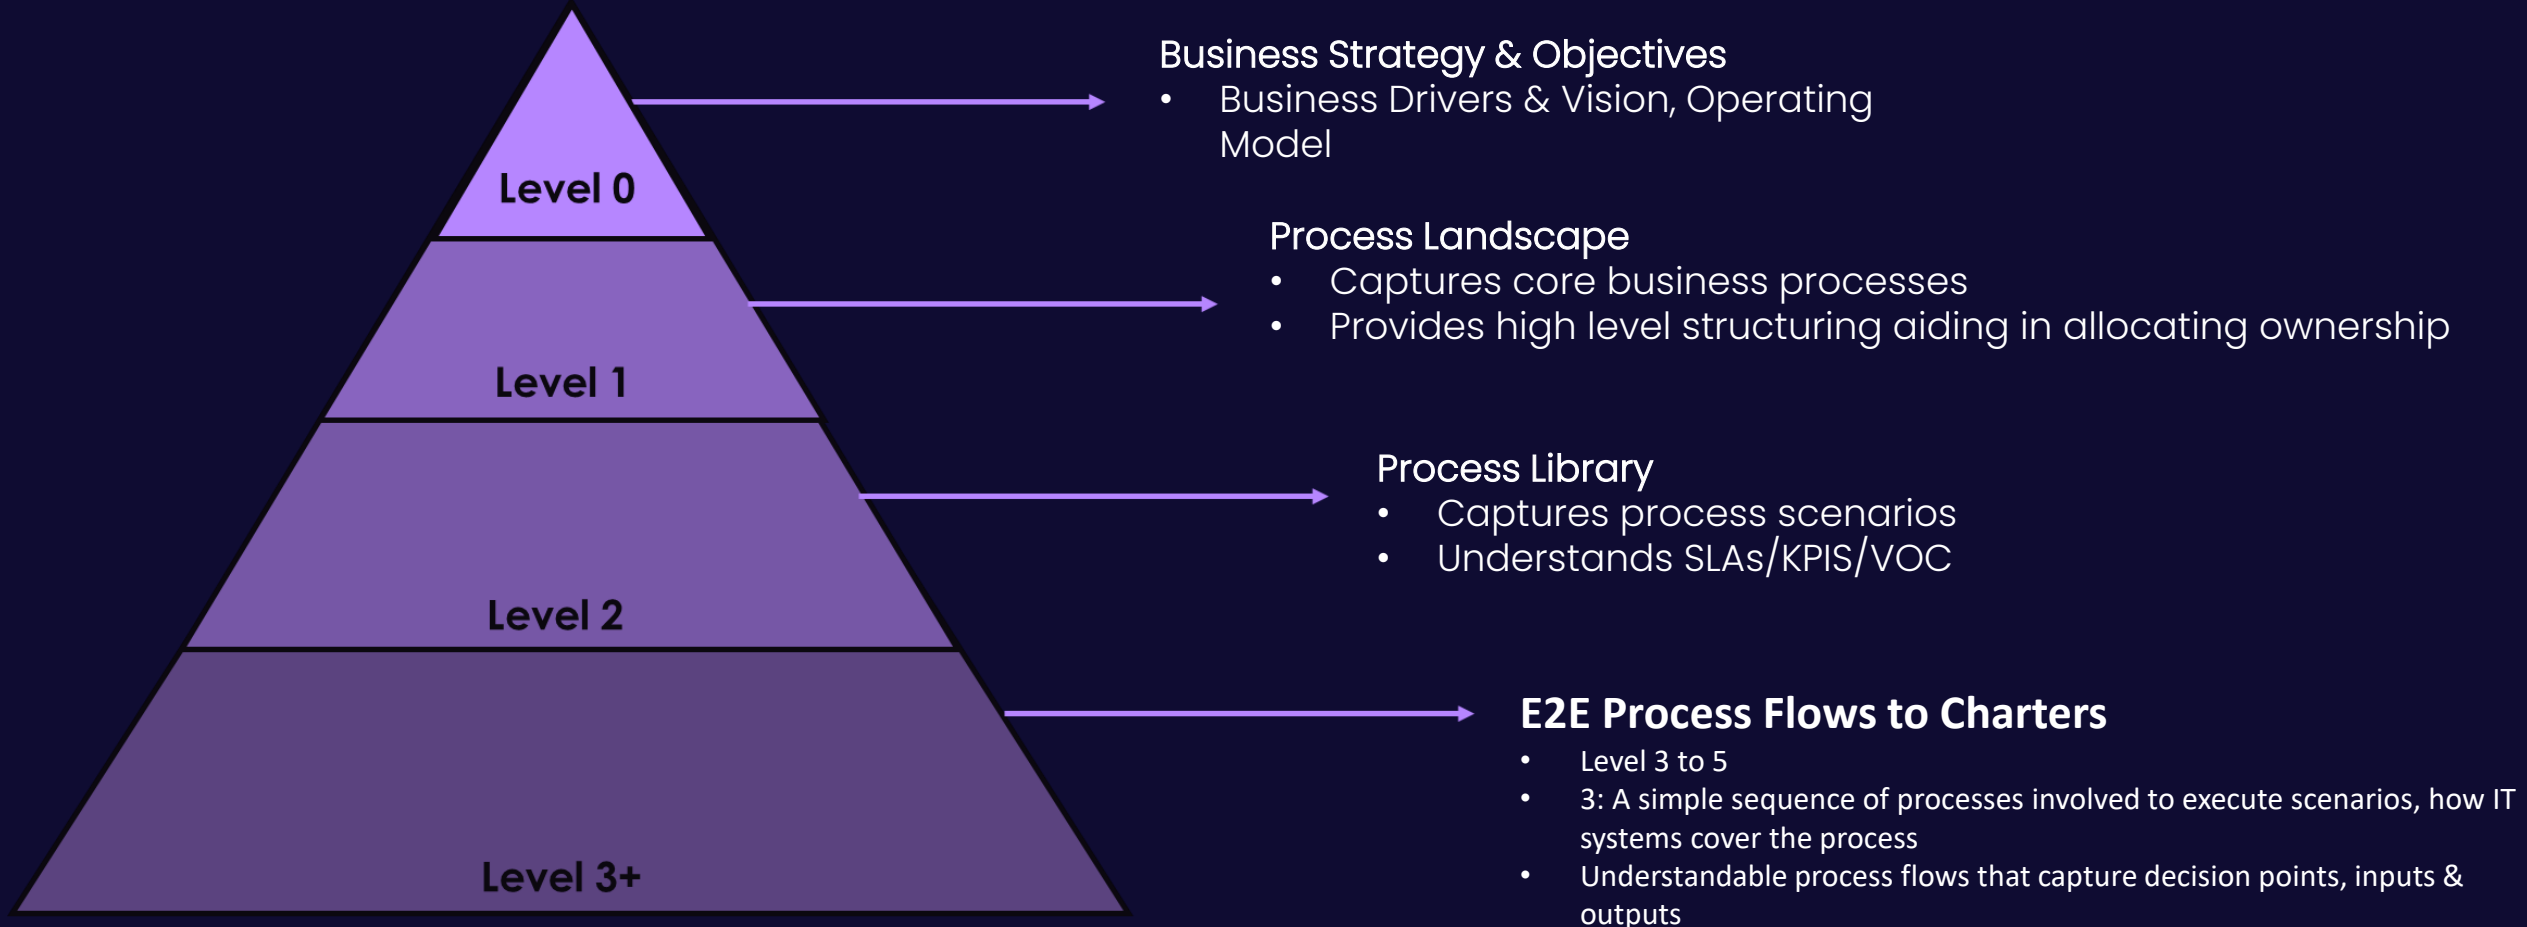 Level 0
Business Strategy & Objectives
• Business Drivers & Vision, Operating
Model
Level 1
Process Landscape
• Captures core business processes
• Provides high level structuring aiding in allocating ownership
Level 2
Process Library
• Captures process scenarios
• Understands SLAs/KPIS/VOC
Level 3+
E2E Process Flows to Charters
• Level 3 to 5
• 3: A simple sequence of processes involved to execute scenarios, how IT
systems cover the process
• Understandable process flows that capture decision points, inputs &
outputs